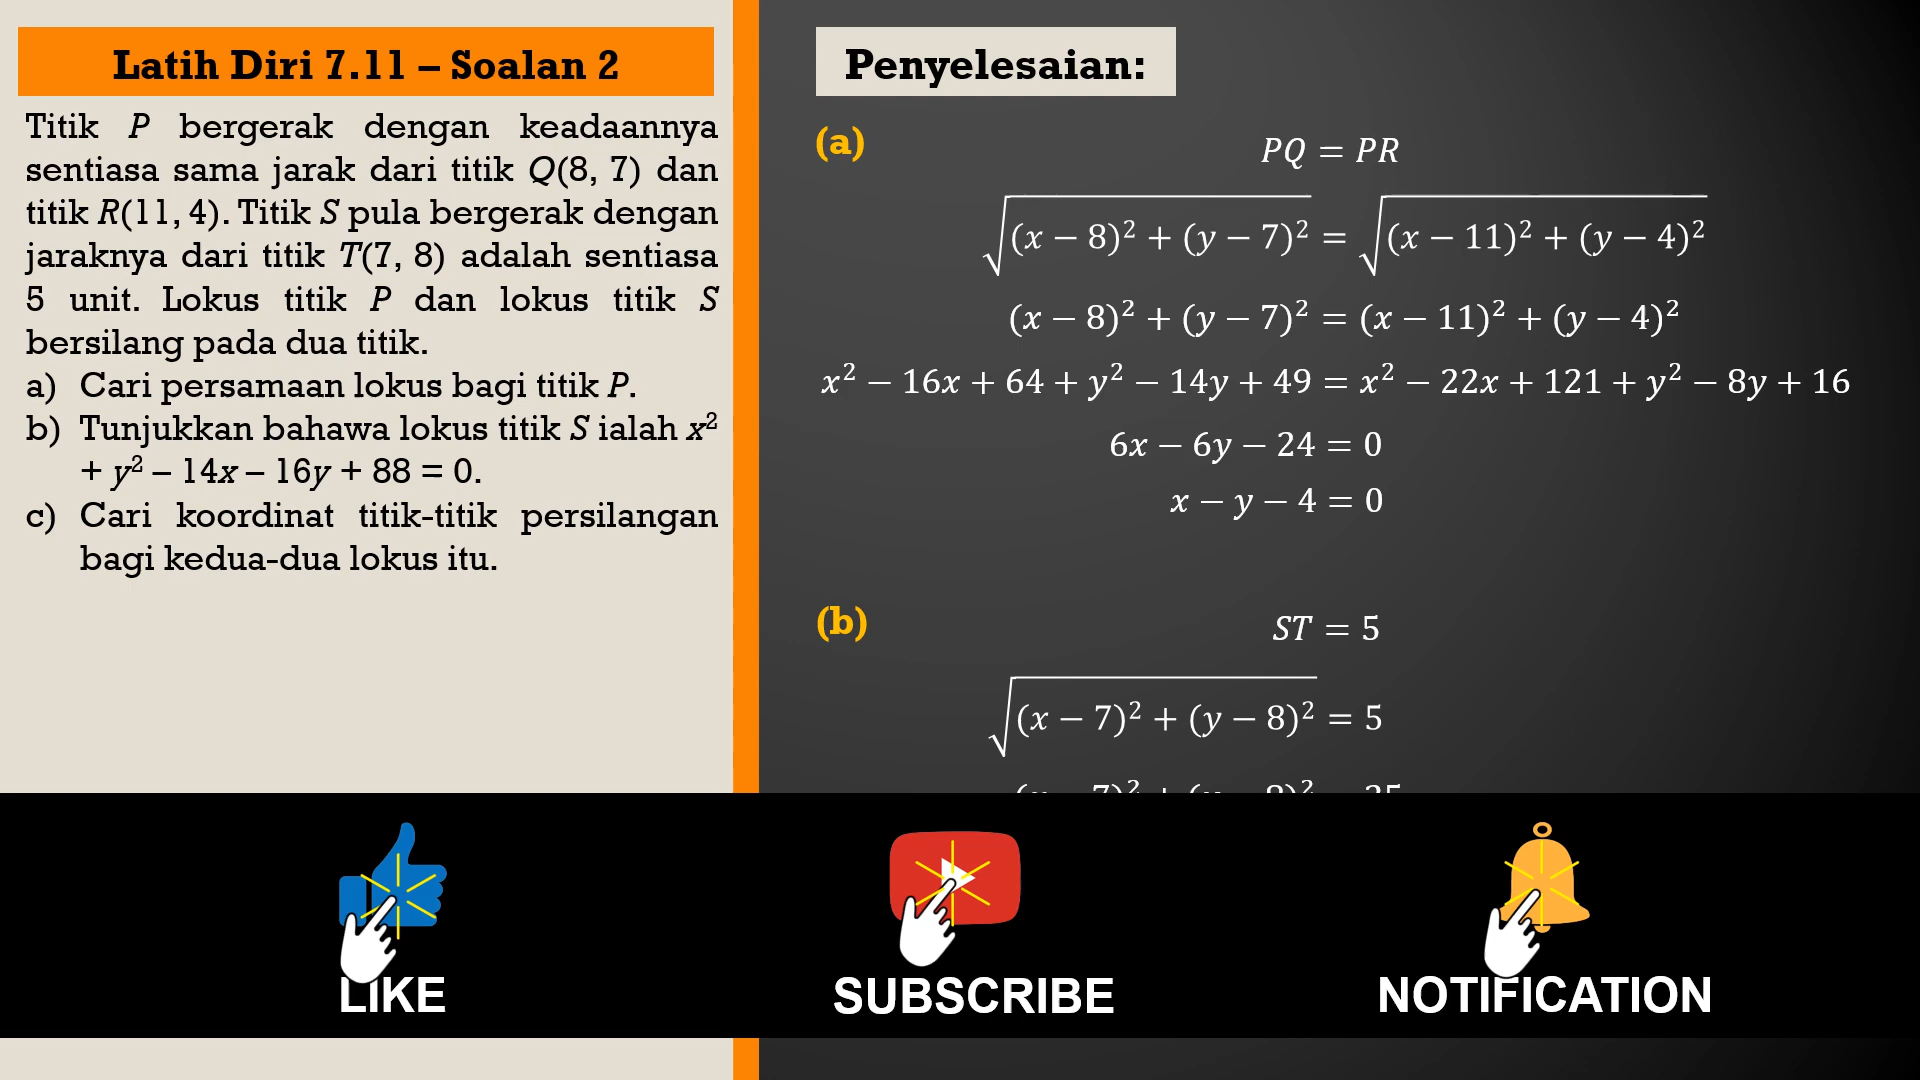 Latih Diri 7.11 – Soalan 2
Titik P bergerak dengan keadaannya
sentiasa sama jarak dari titik Q(8, 7) dan
titik R(11, 4). Titik S pula bergerak dengan
jaraknya dari titik T(7, 8) adalah sentiasa
5 unit. Lokus titik P dan lokus titik S
bersilang pada dua titik.
a) Cari persamaan lokus bagi titik P.
b) Tunjukkan bahawa lokus titik S ialah x²
+ y² – 14x – 16y + 88 = 0.
c) Cari koordinat titik-titik persilangan
bagi kedua-dua lokus itu.
Penyelesaian:
(a) PQ = PR
√((x − 8)² + (y − 7)²) = √((x − 11)² + (y − 4)²)
(x − 8)² + (y − 7)² = (x − 11)² + (y − 4)²
x² − 16x + 64 + y² − 14y + 49 = x² − 22x + 121 + y² − 8y + 16
6x − 6y − 24 = 0
x − y − 4 = 0
(b) ST = 5
√((x − 7)² + (y − 8)²) = 5
LIKE
SUBSCRIBE
NOTIFICATION